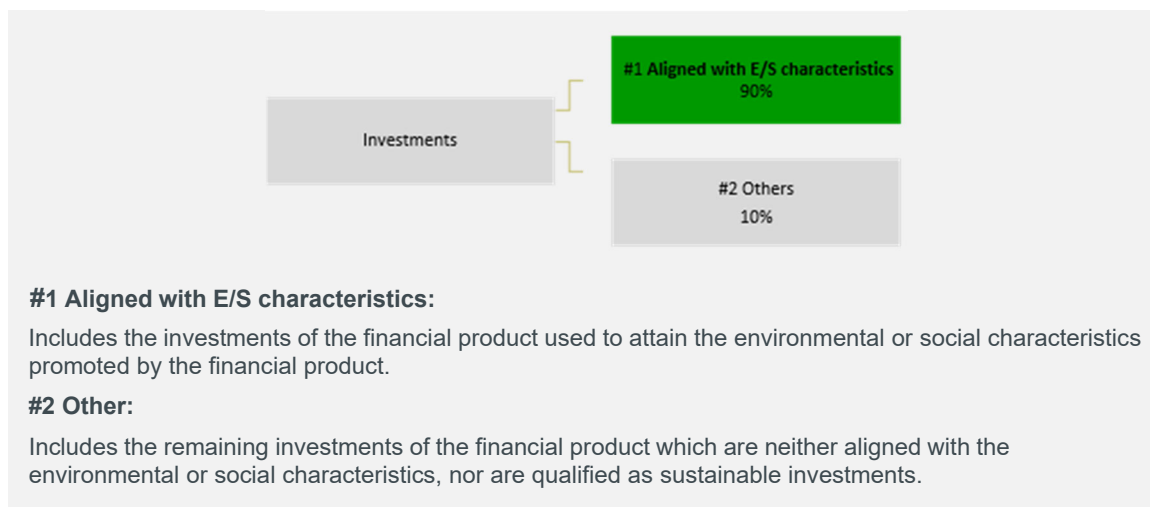 #1 Aligned with E/S characteristics
90%
Investments
#2 Others
10%
#1 Aligned with E/S characteristics:
Includes the investments of the financial product used to attain the environmental or social characteristics
promoted by the financial product.
#2 Other:
Includes the remaining investments of the financial product which are neither aligned with the
environmental or social characteristics, nor are qualified as sustainable investments.